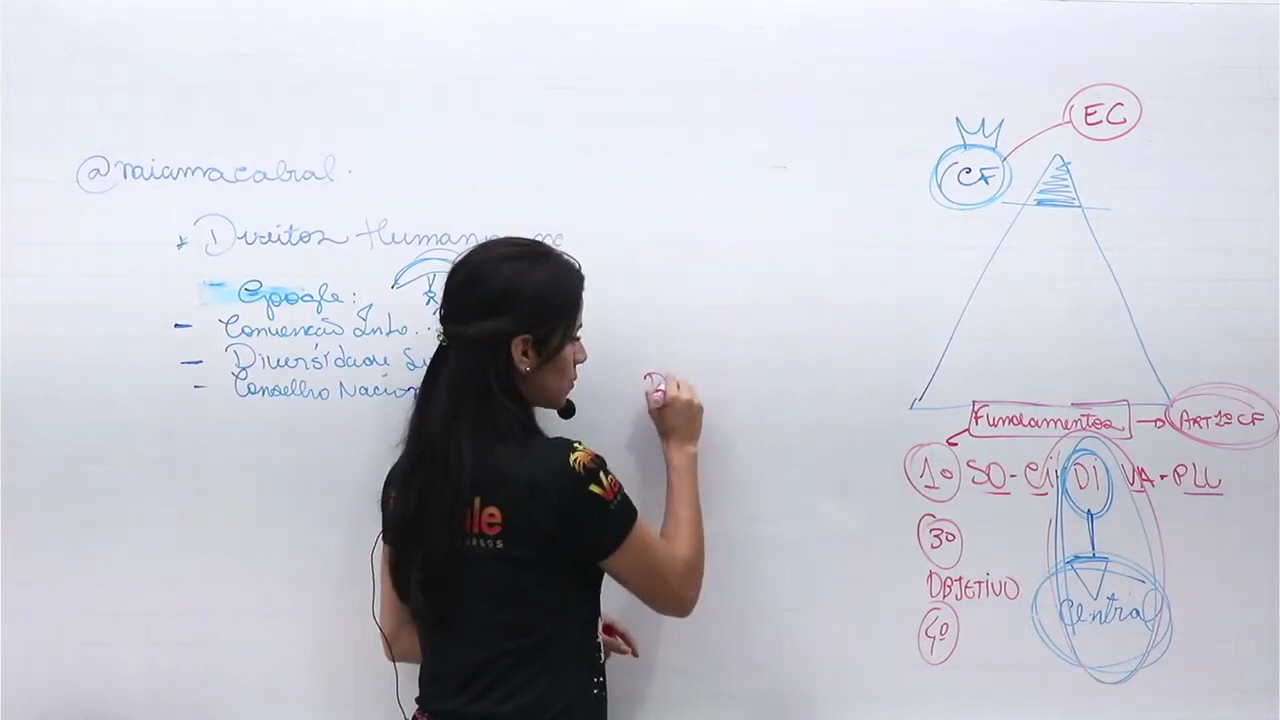 @raiamacabral.
* Direitos Humanos
- Google:
- Convenção Inte...
- Diversidade
- Conselho Nacion
EC
CF
Fundamentos → ART 1º CF
1º SO-Ci Di VA-PLU
3º
OBJETIVO
4º
Central